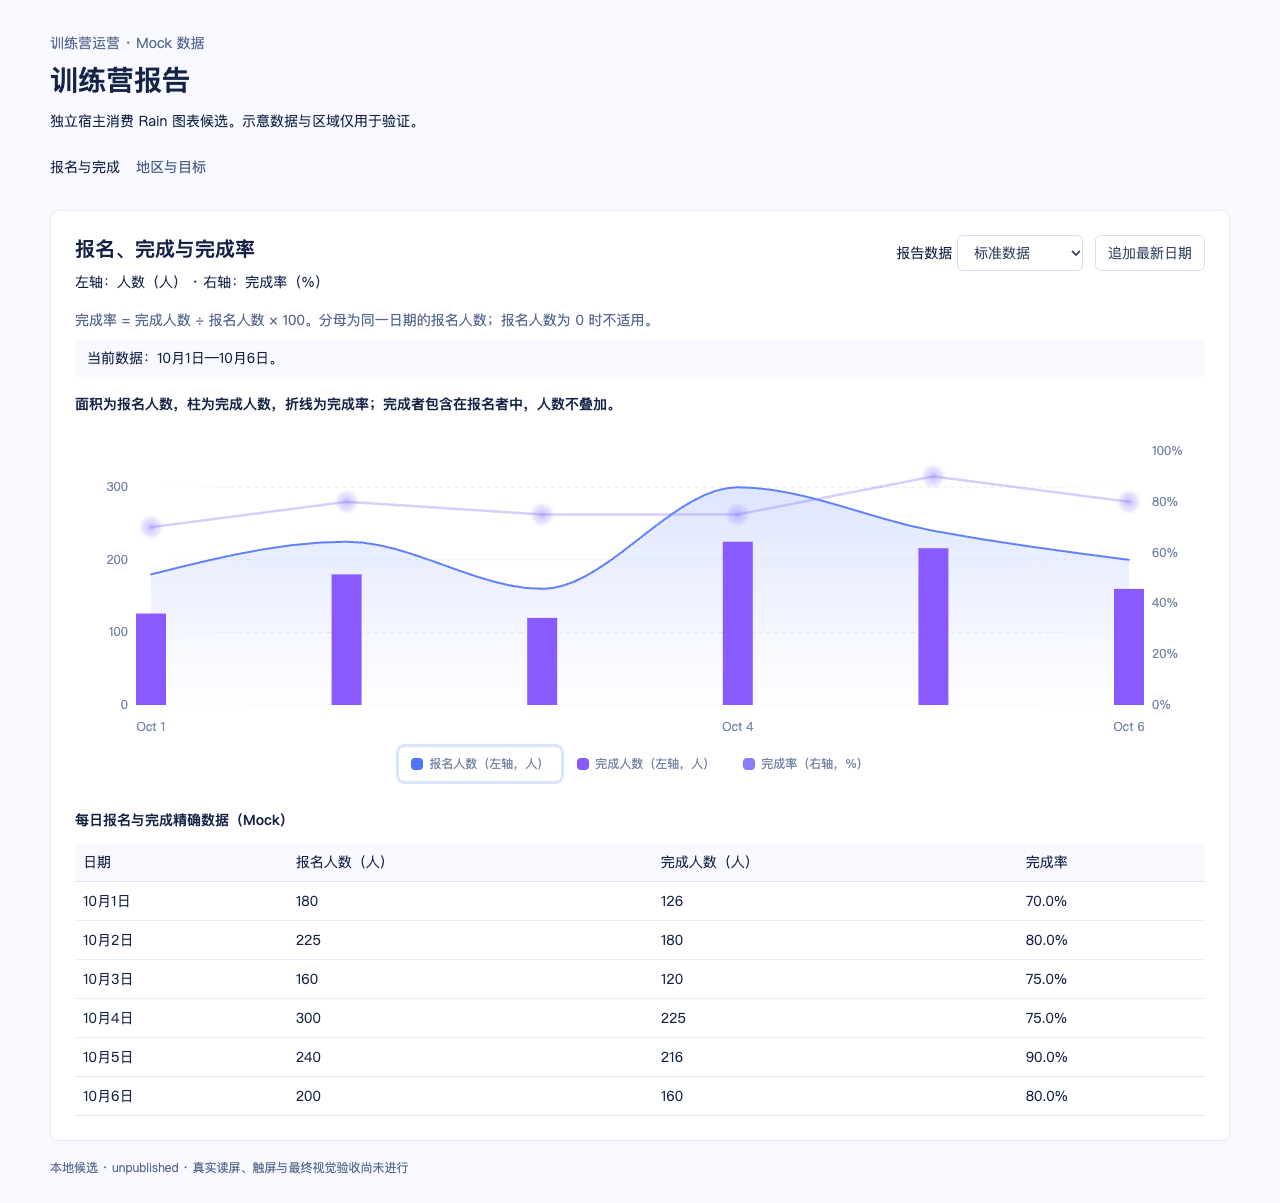 训练营运营 · Mock 数据
训练营报告
独立宿主消费 Rain 图表候选。示意数据与区域仅用于验证。
报名与完成 地区与目标
报名、完成与完成率
报告数据 标准数据 追加最新日期
左轴：人数（人） · 右轴：完成率（%）
完成率 = 完成人数 ÷ 报名人数 × 100。分母为同一日期的报名人数；报名人数为 0 时不适用。
当前数据：10月1日—10月6日。
面积为报名人数，柱为完成人数，折线为完成率；完成者包含在报名者中，人数不叠加。
100%
300
80%
200
60%
40%
100
20%
0
0%
Oct 1 Oct 4 Oct 6
报名人数（左轴，人） 完成人数（左轴，人） 完成率（右轴，%）
每日报名与完成精确数据（Mock）
日期 报名人数（人） 完成人数（人） 完成率
10月1日 180 126 70.0%
10月2日 225 180 80.0%
10月3日 160 120 75.0%
10月4日 300 225 75.0%
10月5日 240 216 90.0%
10月6日 200 160 80.0%
本地候选 · unpublished · 真实读屏、触屏与最终视觉验收尚未进行